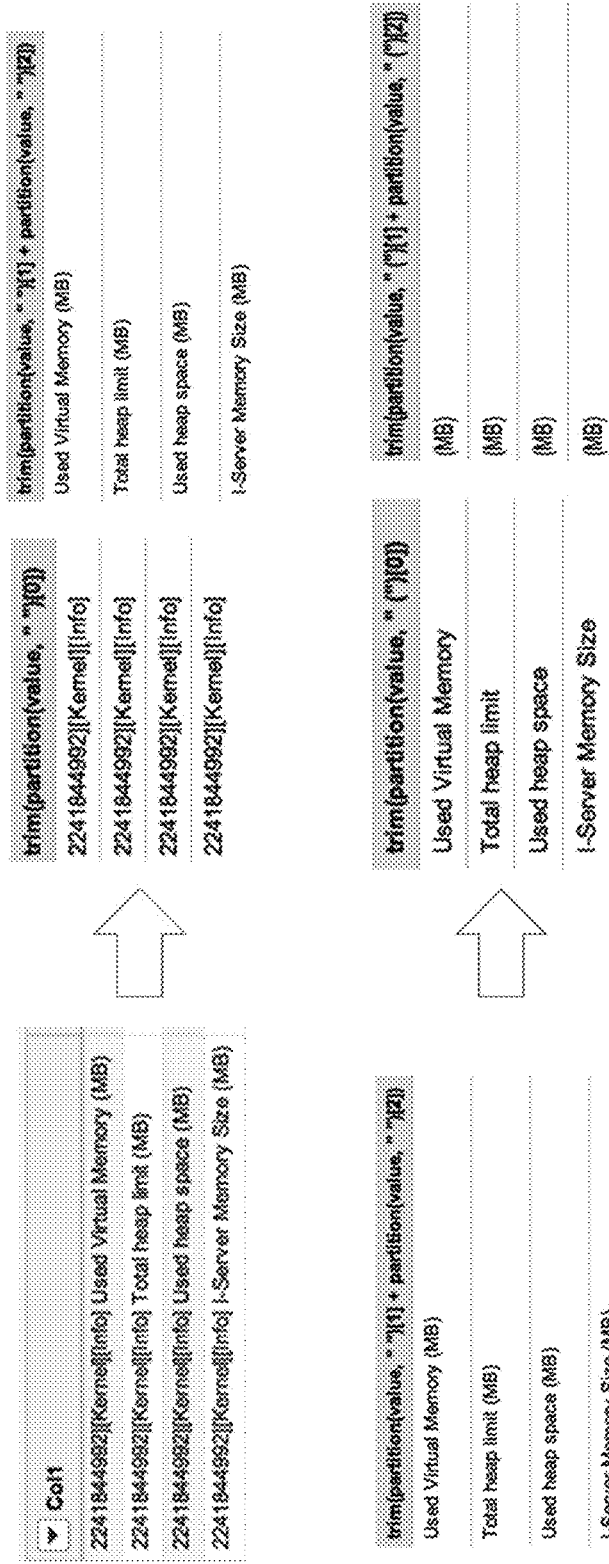 Col1
2241844992][Kernel][Info] Used Virtual Memory (MB)
2241844992][Kernel][Info] Total heap limit (MB)
2241844992][Kernel][Info] Used heap space (MB)
2241844992][Kernel][Info] I-Server Memory Size (MB)
trim(partition(value, " ")[0])
2241844992][Kernel][Info]
2241844992][Kernel][Info]
2241844992][Kernel][Info]
2241844992][Kernel][Info]
trim(partition(value, " ")[1] + partition(value, " ")[2])
Used Virtual Memory (MB)
Total heap limit (MB)
Used heap space (MB)
I-Server Memory Size (MB)
trim(partition(value, " ")[1] + partition(value, " ")[2])
Used Virtual Memory (MB)
Total heap limit (MB)
Used heap space (MB)
I-Server Memory Size (MB)
trim(partition(value, " (")[0])
Used Virtual Memory
Total heap limit
Used heap space
I-Server Memory Size
trim(partition(value, " (")[1] + partition(value, " (")[2])
(MB)
(MB)
(MB)
(MB)